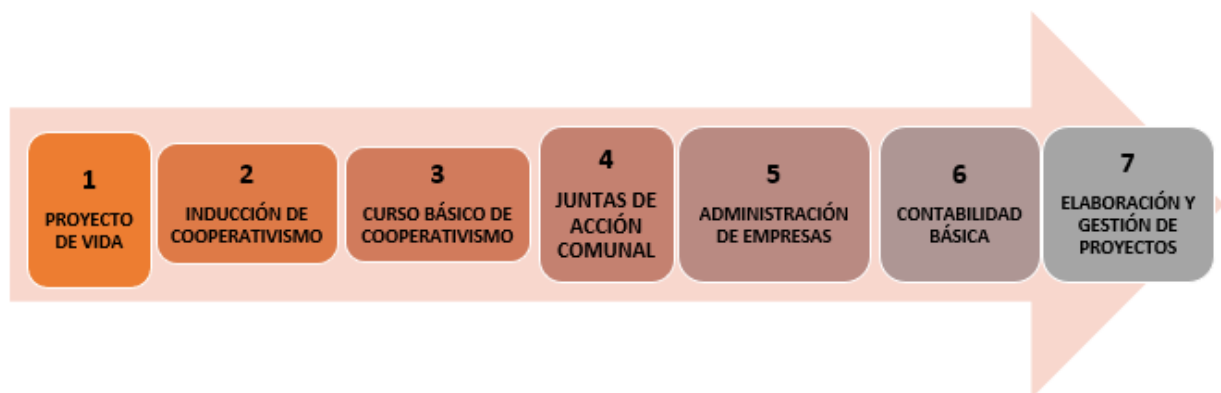 1
PROYECTO
DE VIDA
2
INDUCCIÓN DE
COOPERATIVISMO
3
CURSO BÁSICO DE
COOPERATIVISMO
4
JUNTAS DE
ACCIÓN
COMUNAL
5
ADMINISTRACIÓN
DE EMPRESAS
6
CONTABILIDAD
BÁSICA
7
ELABORACIÓN Y
GESTIÓN DE
PROYECTOS